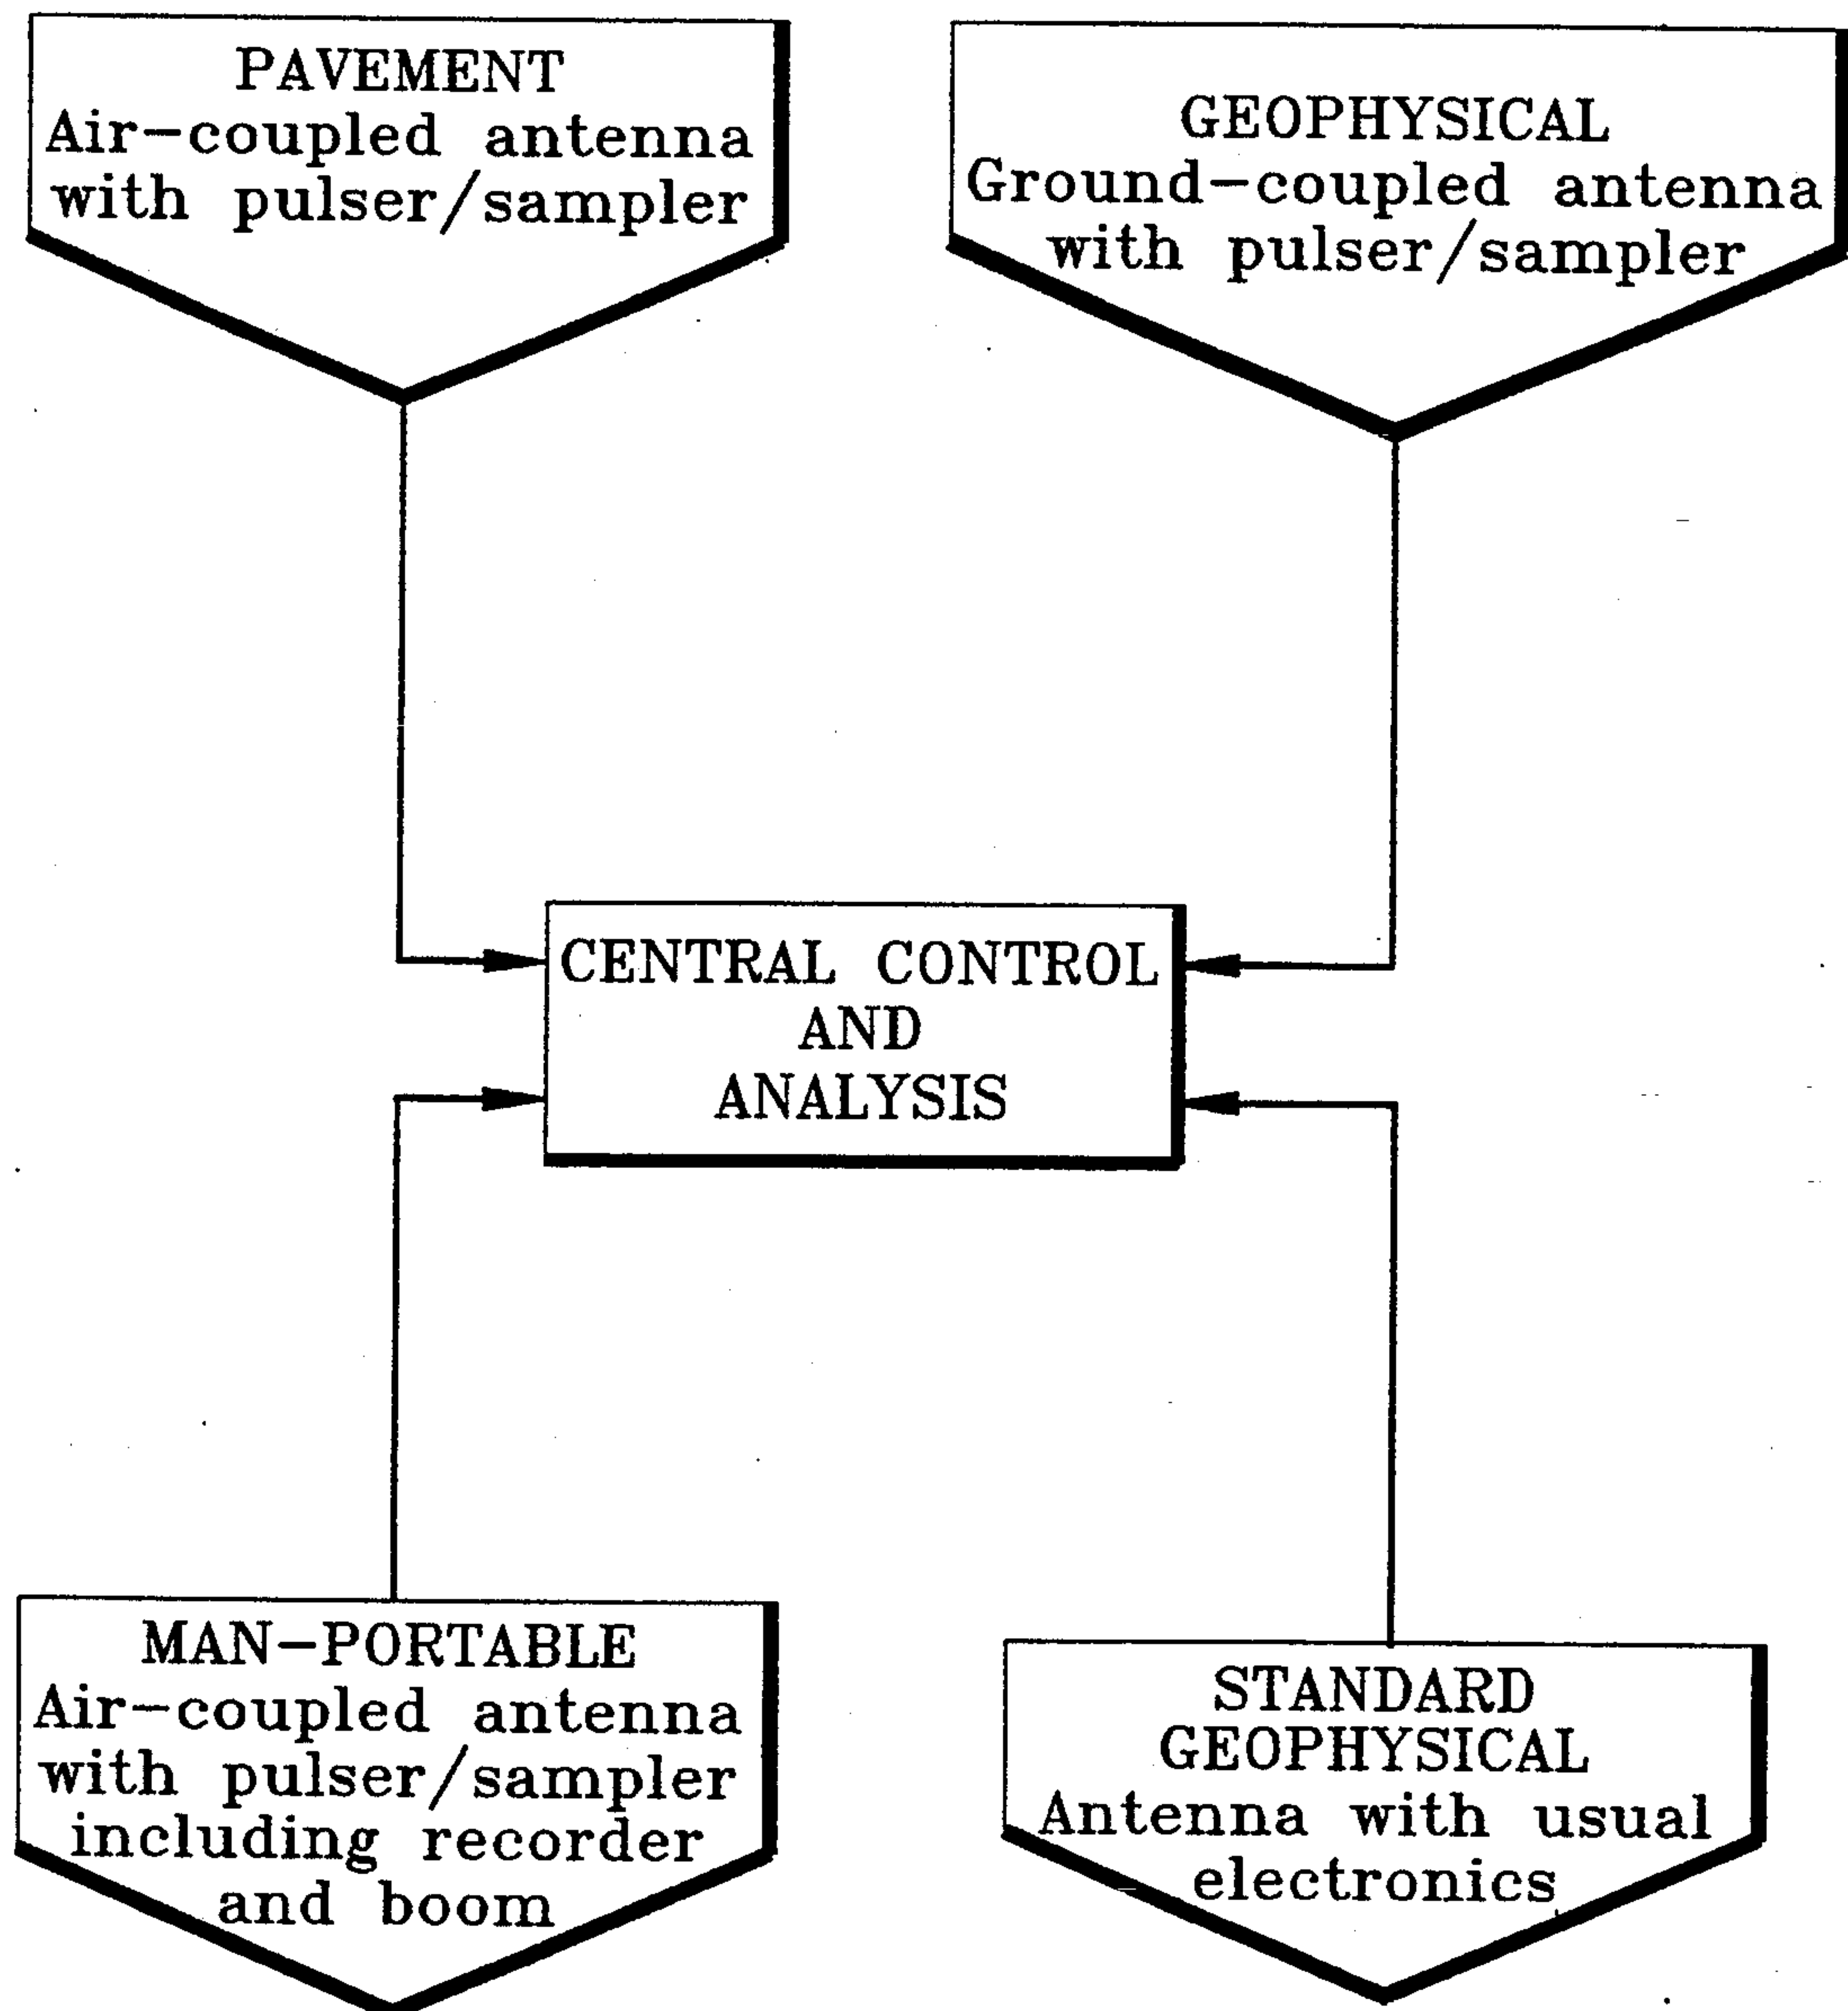 PAVEMENT
Air-coupled antenna
with pulser/sampler
GEOPHYSICAL
Ground-coupled antenna
with pulser/sampler
CENTRAL CONTROL
AND
ANALYSIS
MAN-PORTABLE
Air-coupled antenna
with pulser/sampler
including recorder
and boom
STANDARD
GEOPHYSICAL
Antenna with usual
electronics